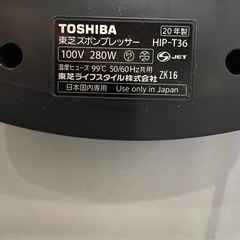 TOSHIBA
20年製
東芝ズボンプレッサー HIP-T36
100V 280W S JET
温度ヒューズ 99℃ 50/60Hz共用
東芝ライフスタイル株式会社 ZK16
日本国内専用 Use only in Japan